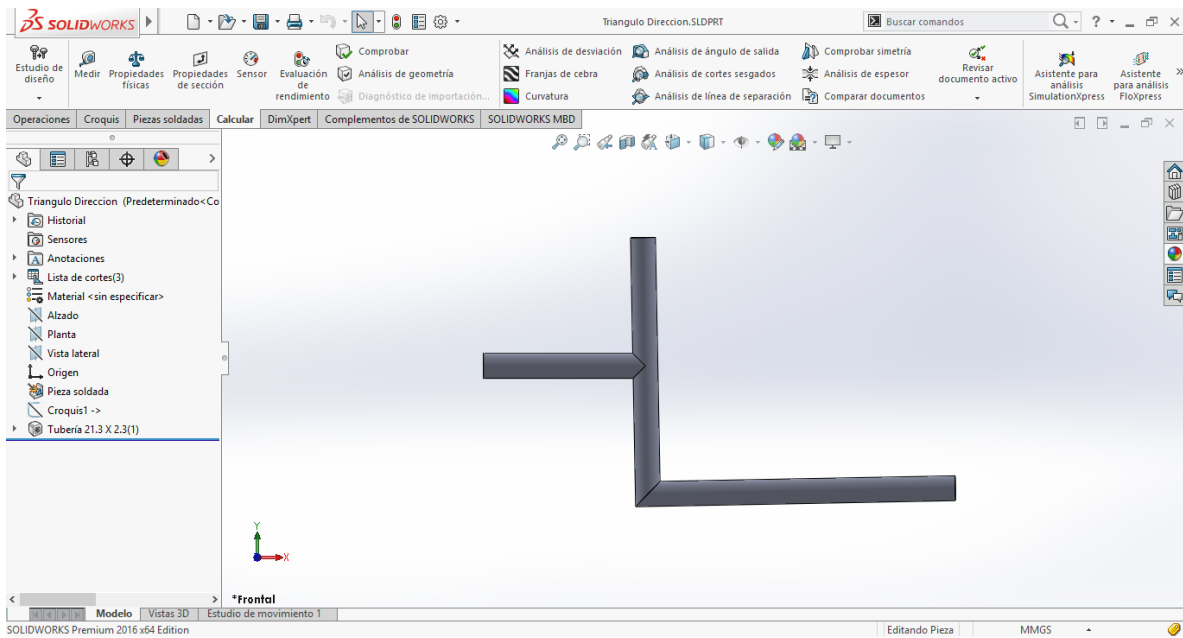 SOLIDWORKS
Triangulo Direccion.SLDPRT
Buscar comandos
?
Estudio de diseño
Medir
Propiedades físicas
Propiedades de sección
Sensor
Evaluación de rendimiento
Comprobar
Análisis de geometría
Diagnóstico de importación...
Análisis de desviación
Franjas de cebra
Curvatura
Análisis de ángulo de salida
Análisis de cortes sesgados
Análisis de línea de separación
Comprobar simetría
Análisis de espesor
Comparar documentos
Revisar documento activo
Asistente para análisis SimulationXpress
Asistente para análisis FloXpress
Operaciones Croquis Piezas soldadas Calcular DimXpert Complementos de SOLIDWORKS SOLIDWORKS MBD
Triangulo Direccion (Predeterminado<Co
Historial
Sensores
Anotaciones
Lista de cortes(3)
Material <sin especificar>
Alzado
Planta
Vista lateral
Origen
Pieza soldada
Croquis1 ->
Tubería 21.3 X 2.3(1)
Y
X
*Frontal
Modelo Vistas 3D Estudio de movimiento 1
SOLIDWORKS Premium 2016 x64 Edition
Editando Pieza
MMGS